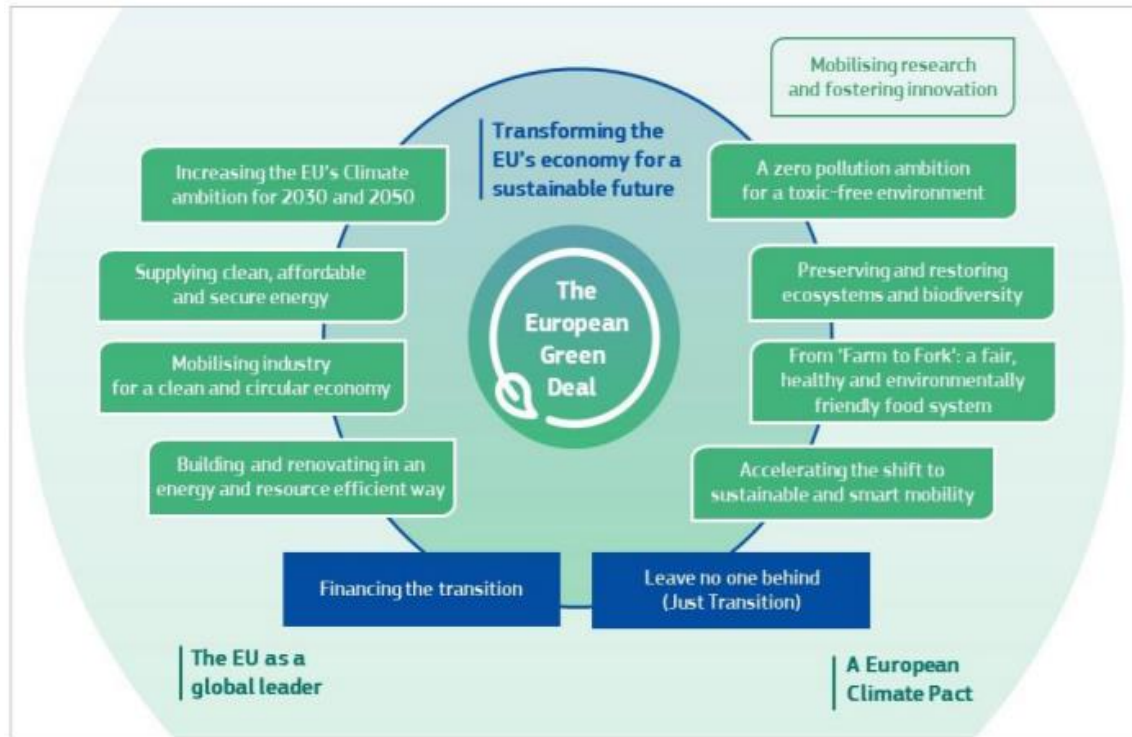 Mobilising research
and fostering innovation
Transforming the
EU's economy for a
sustainable future
Increasing the EU's Climate
ambition for 2030 and 2050
A zero pollution ambition
for a toxic-free environment
Supplying clean, affordable
and secure energy
Preserving and restoring
ecosystems and biodiversity
The
European
Green
Deal
Mobilising industry
for a clean and circular economy
From 'Farm to Fork': a fair,
healthy and environmentally
friendly food system
Building and renovating in an
energy and resource efficient way
Accelerating the shift to
sustainable and smart mobility
Financing the transition
Leave no one behind
(Just Transition)
The EU as a
global leader
A European
Climate Pact